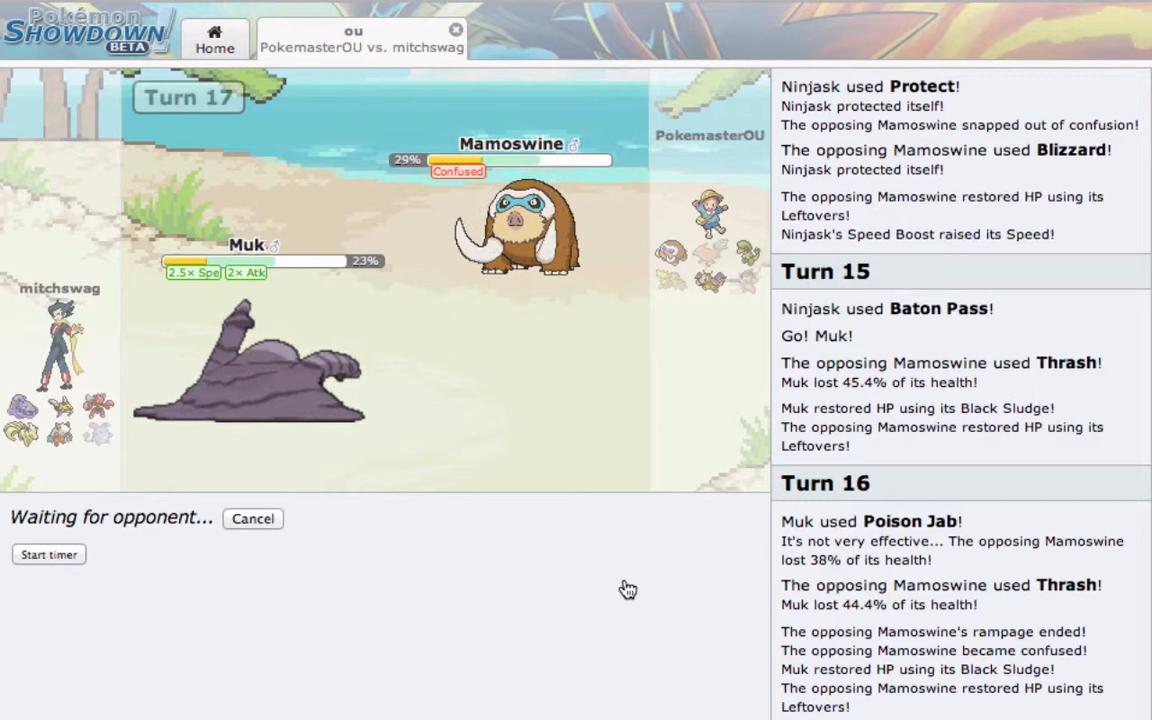 Pokémon
SHOWDOWN!
BETA
Home
ou
PokemasterOU vs. mitchswag
Turn 17
PokemasterOU
Mamoswine ♂
29%
Confused
Muk ♂
23%
2.5× Spe 2× Atk
mitchswag
Waiting for opponent... Cancel
Start timer
Ninjask used Protect!
Ninjask protected itself!
The opposing Mamoswine snapped out of confusion!
The opposing Mamoswine used Blizzard!
Ninjask protected itself!
The opposing Mamoswine restored HP using its
Leftovers!
Ninjask's Speed Boost raised its Speed!
Turn 15
Ninjask used Baton Pass!
Go! Muk!
The opposing Mamoswine used Thrash!
Muk lost 45.4% of its health!
Muk restored HP using its Black Sludge!
The opposing Mamoswine restored HP using its
Leftovers!
Turn 16
Muk used Poison Jab!
It's not very effective... The opposing Mamoswine
lost 38% of its health!
The opposing Mamoswine used Thrash!
Muk lost 44.4% of its health!
The opposing Mamoswine's rampage ended!
The opposing Mamoswine became confused!
Muk restored HP using its Black Sludge!
The opposing Mamoswine restored HP using its
Leftovers!